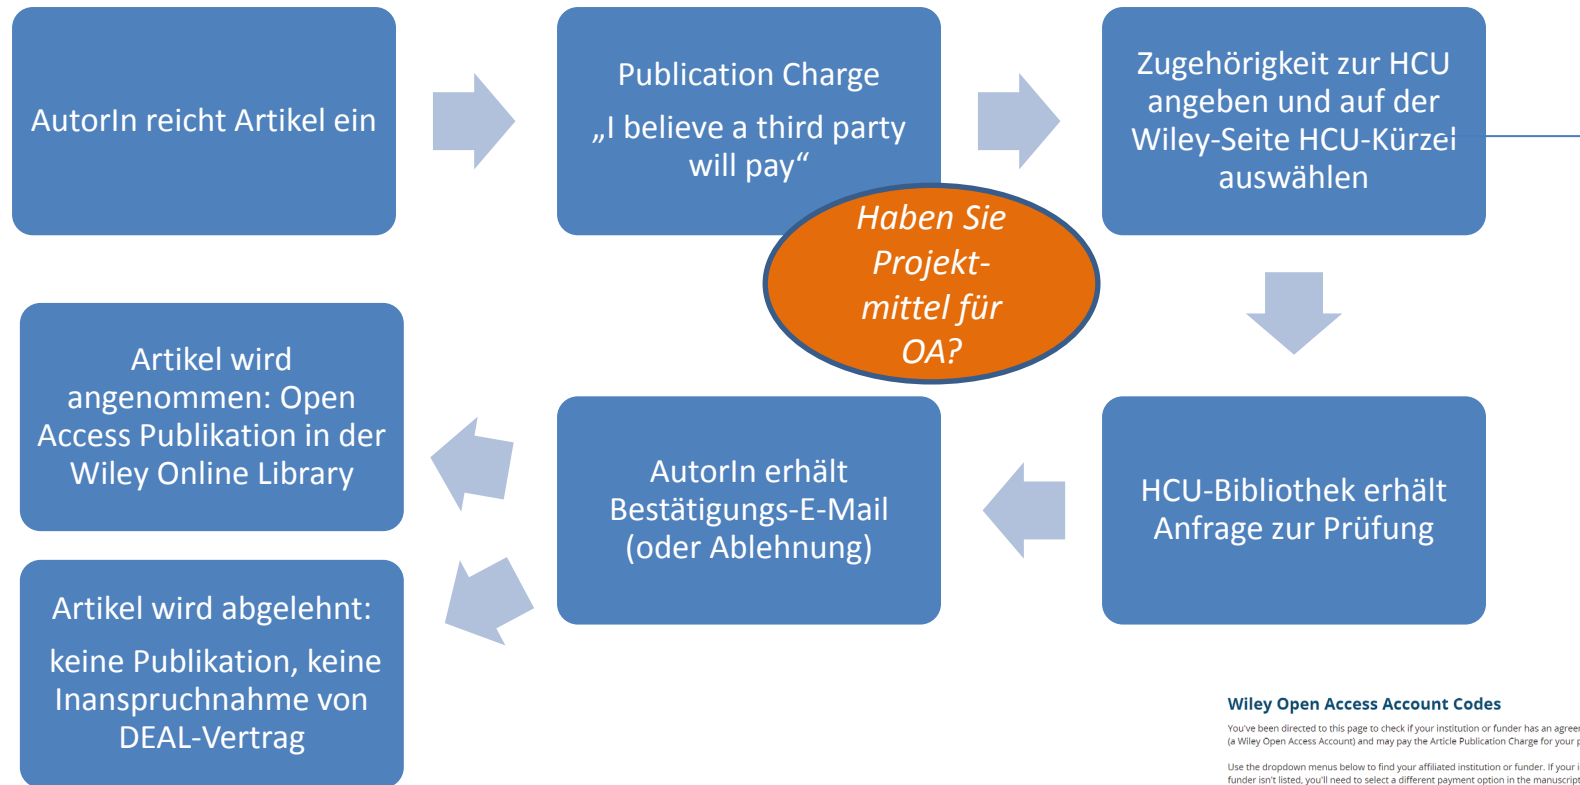 AutorIn reicht Artikel ein
Publication Charge
„I believe a third party
will pay“
Haben Sie
Projekt-
mittel für
OA?
Zugehörigkeit zur HCU
angeben und auf der
Wiley-Seite HCU-Kürzel
auswählen
HCU-Bibliothek erhält
Anfrage zur Prüfung
AutorIn erhält
Bestätigungs-E-Mail
(oder Ablehnung)
Artikel wird
angenommen: Open
Access Publikation in der
Wiley Online Library
Artikel wird abgelehnt:
keine Publikation, keine
Inanspruchnahme von
DEAL-Vertrag
Wiley Open Access Account Codes
You've been directed to this page to check if your institution or funder has an
(a Wiley Open Access Account) and may pay the Article Publication Charge for your
Use the dropdown menus below to find your affiliated institution or funder. If your
funder isn't listed, you'll need to select a different payment option in the manuscript